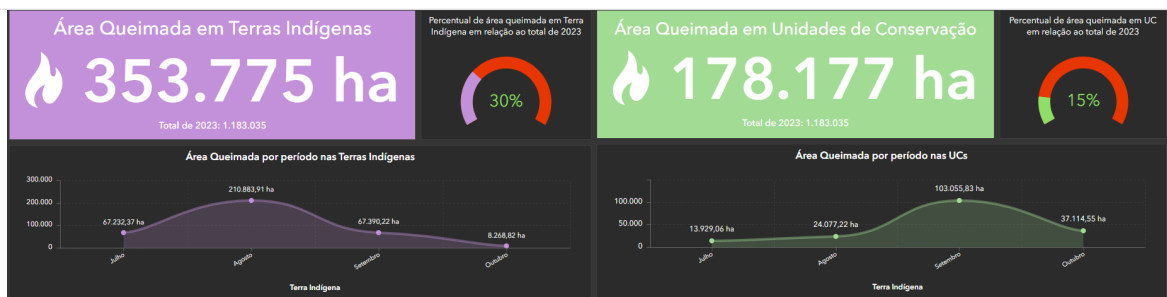 Área Queimada em Terras Indígenas
353.775 ha
Total de 2023: 1.183.035
Percentual de área queimada em Terra
Indígena em relação ao total de 2023
30%
Área Queimada em Unidades de Conservação
178.177 ha
Total de 2023: 1.183.035
Percentual de área queimada em UC
em relação ao total de 2023
15%
Área Queimada por período nas Terras Indígenas
300.000
200.000
100.000
0
67.232,37 ha
210.883,91 ha
67.390,22 ha
8.268,82 ha
Julho
Agosto
Setembro
Outubro
Terra Indígena
Área Queimada por período nas UCs
100.000
50.000
0
13.929,06 ha
24.077,22 ha
103.055,83 ha
37.114,55 ha
Julho
Agosto
Setembro
Outubro
Terra Indígena